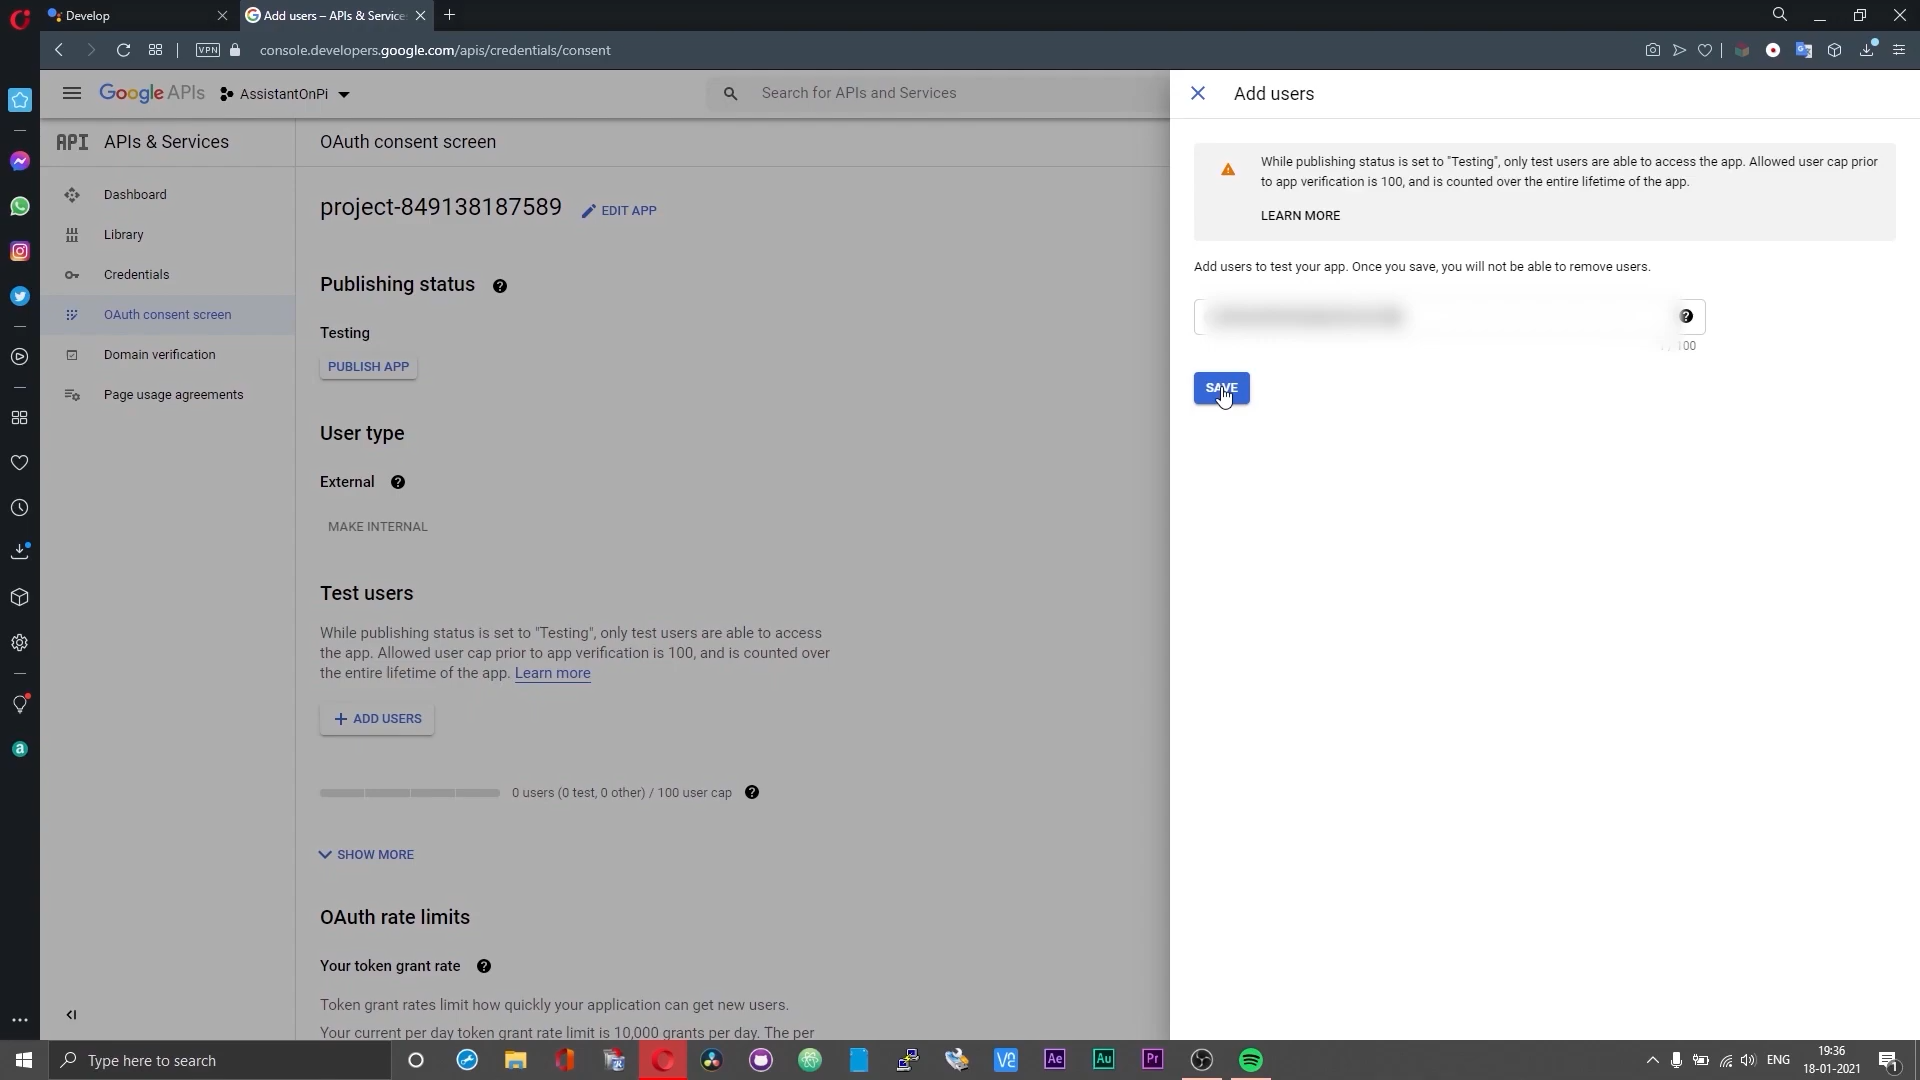 Develop
Add users – APIs & Service
VPN
console.developers.google.com/apis/credentials/consent
Google APIs
AssistantOnPi
Search for APIs and Services
API APIs & Services
Dashboard
Library
Credentials
OAuth consent screen
Domain verification
Page usage agreements
OAuth consent screen
project-849138187589
EDIT APP
Publishing status
Testing
PUBLISH APP
User type
External
MAKE INTERNAL
Test users
While publishing status is set to "Testing", only test users are able to access
the app. Allowed user cap prior to app verification is 100, and is counted over
the entire lifetime of the app. Learn more
ADD USERS
0 users (0 test, 0 other) / 100 user cap
SHOW MORE
OAuth rate limits
Your token grant rate
Token grant rates limit how quickly your application can get new users.
Your current per day token grant rate limit is 10,000 grants per day. The per
Add users
While publishing status is set to "Testing", only test users are able to access the app. Allowed user cap prior
to app verification is 100, and is counted over the entire lifetime of the app.
LEARN MORE
Add users to test your app. Once you save, you will not be able to remove users.
100
SAVE
Type here to search
Ae
Au
Pr
ENG
19:36
18-01-2021
1